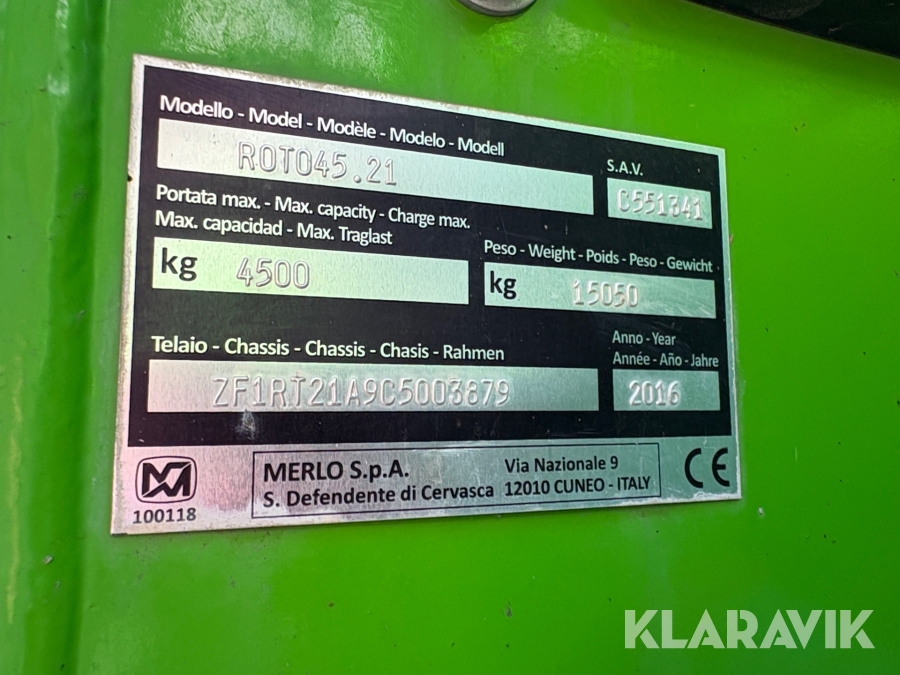 Modello - Model - Modèle - Modelo - Modell
ROTO45.21
S.A.V.
C551341
Portata max. - Max. capacity - Charge max.
Max. capacidad - Max. Traglast
kg 4500
Peso - Weight - Poids - Peso - Gewicht
kg 15050
Telaio - Chassis - Chassis - Chasis - Rahmen
ZF1RT21A9C5003879
Anno - Year
Année - Año - Jahre
2016
100118
MERLO S.p.A.
S. Defendente di Cervasca
Via Nazionale 9
12010 CUNEO - ITALY
CE
KLARAVIK